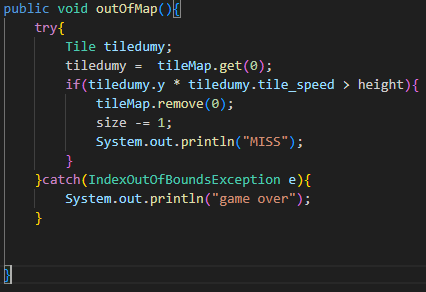 public void outOfMap(){
    try{
        Tile tiledumy;
        tiledumy =  tileMap.get(0);
        if(tiledumy.y * tiledumy.tile_speed > height){
            tileMap.remove(0);
            size -= 1;
            System.out.println("MISS");
        }
    }catch(IndexOutOfBoundsException e){
        System.out.println("game over");
    }
}